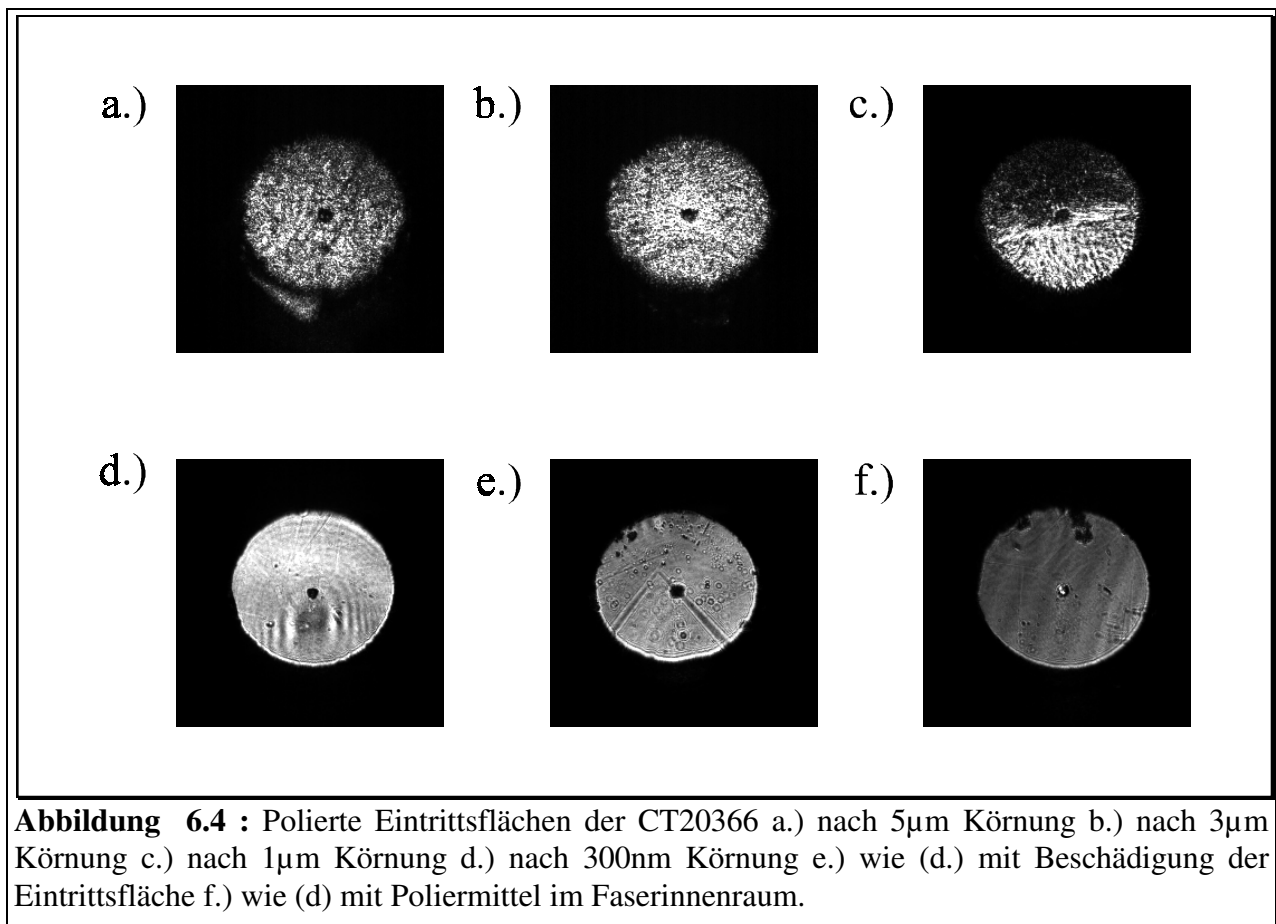 a.)
b.)
c.)
d.)
e.)
f.)
Abbildung 6.4 : Polierte Eintrittsflächen der CT20366 a.) nach 5µm Körnung b.) nach 3µm
Körnung c.) nach 1µm Körnung d.) nach 300nm Körnung e.) wie (d.) mit Beschädigung der
Eintrittsfläche f.) wie (d) mit Poliermittel im Faserinnenraum.